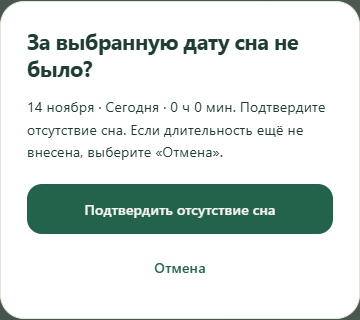 За выбранную дату сна не
было?
14 ноября · Сегодня · 0 ч 0 мин. Подтвердите
отсутствие сна. Если длительность ещё не
внесена, выберите «Отмена».
Подтвердить отсутствие сна
Отмена